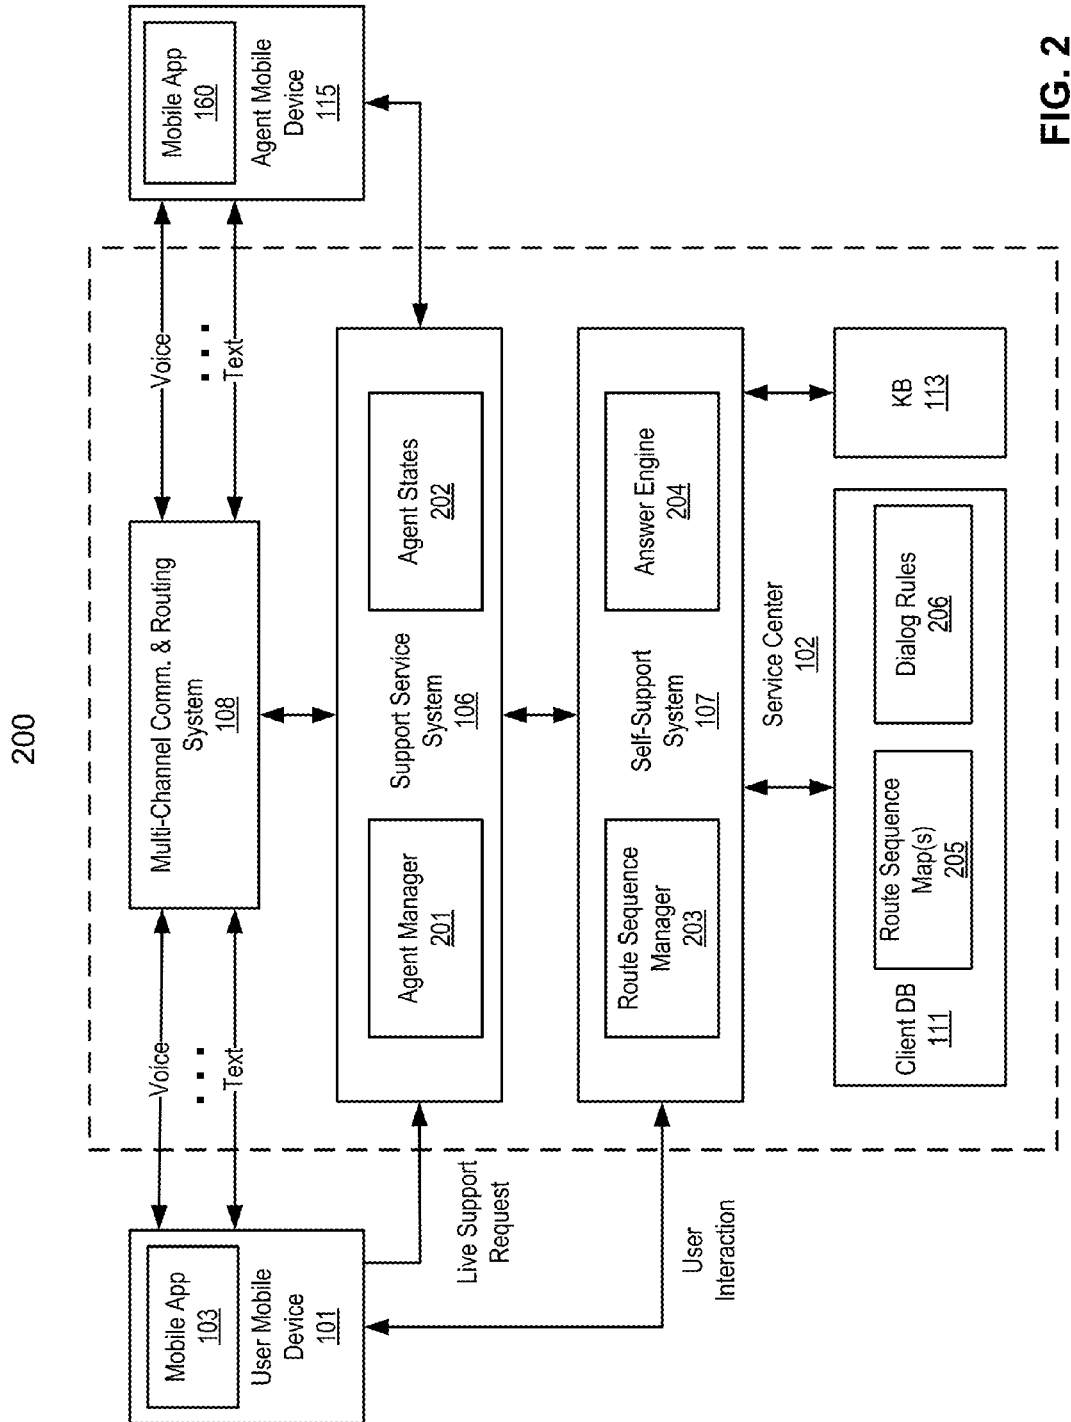 200
Mobile App
103
User Mobile
Device
101
Voice
. . .
Text
Multi-Channel Comm. & Routing
System
108
Voice
. . .
Text
Mobile App
160
Agent Mobile
Device
115
Live Support
Request
Agent Manager
201
Support Service
System
106
Agent States
202
User
Interaction
Route Sequence
Manager
203
Self-Support
System
107
Answer Engine
204
Service Center
102
Client DB
111
Route Sequence
Map(s)
205
Dialog Rules
206
KB
113
FIG. 2